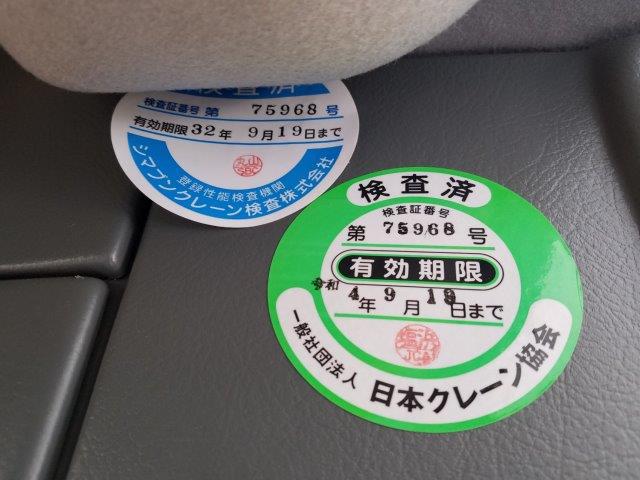 検査済
検査証番号 第 75968 号
有効期限 32年 9月19日まで
登録性能検査機関
シマブンクレーン検査株式会社
検査済
検査証番号
第 75968 号
有効期限
令和 4年 9月 19日まで
一般社団法人 日本クレーン協会